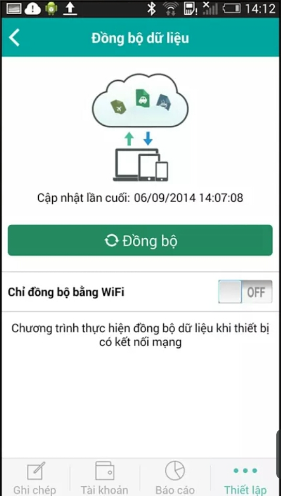 14:12
Đồng bộ dữ liệu
Cập nhật lần cuối: 06/09/2014 14:07:08
Đồng bộ
Chỉ đồng bộ bằng WiFi OFF
Chương trình thực hiện đồng bộ dữ liệu khi thiết bị
có kết nối mạng
Ghi chép Tài khoản Báo cáo Thiết lập